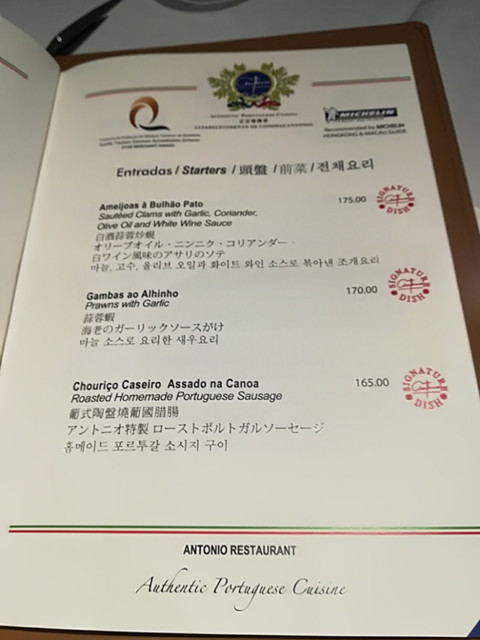 AUTHENTIC PORTUGUESE CUISINE
MICHELIN
Recommended by MICHELIN
HONGKONG & MACAU GUIDE
Entradas / Starters / 頭盤 / 前菜 / 전채요리
Ameijoas à Bulhão Pato 175.00
SIGNATURE DISH
Sautéed Clams with Garlic, Coriander,
Olive Oil and White Wine Sauce
白酒蒜蓉炒蜆
オリーブオイル・ニンニク・コリアンダー・
白ワイン風味のアサリのソテ
마늘, 고수, 올리브 오일과 화이트 와인 소스로 볶아낸 조개요리
Gambas ao Alhinho 170.00
SIGNATURE DISH
Prawns with Garlic
蒜蓉蝦
海老のガーリックソースがけ
마늘 소스로 요리한 새우요리
Chouriço Caseiro Assado na Canoa 165.00
SIGNATURE DISH
Roasted Homemade Portuguese Sausage
葡式陶盤燒葡國腊腸
アントニオ特製 ローストポルトガルソーセージ
홈메이드 포르투갈 소시지 구이
ANTONIO RESTAURANT
Authentic Portuguese Cuisine